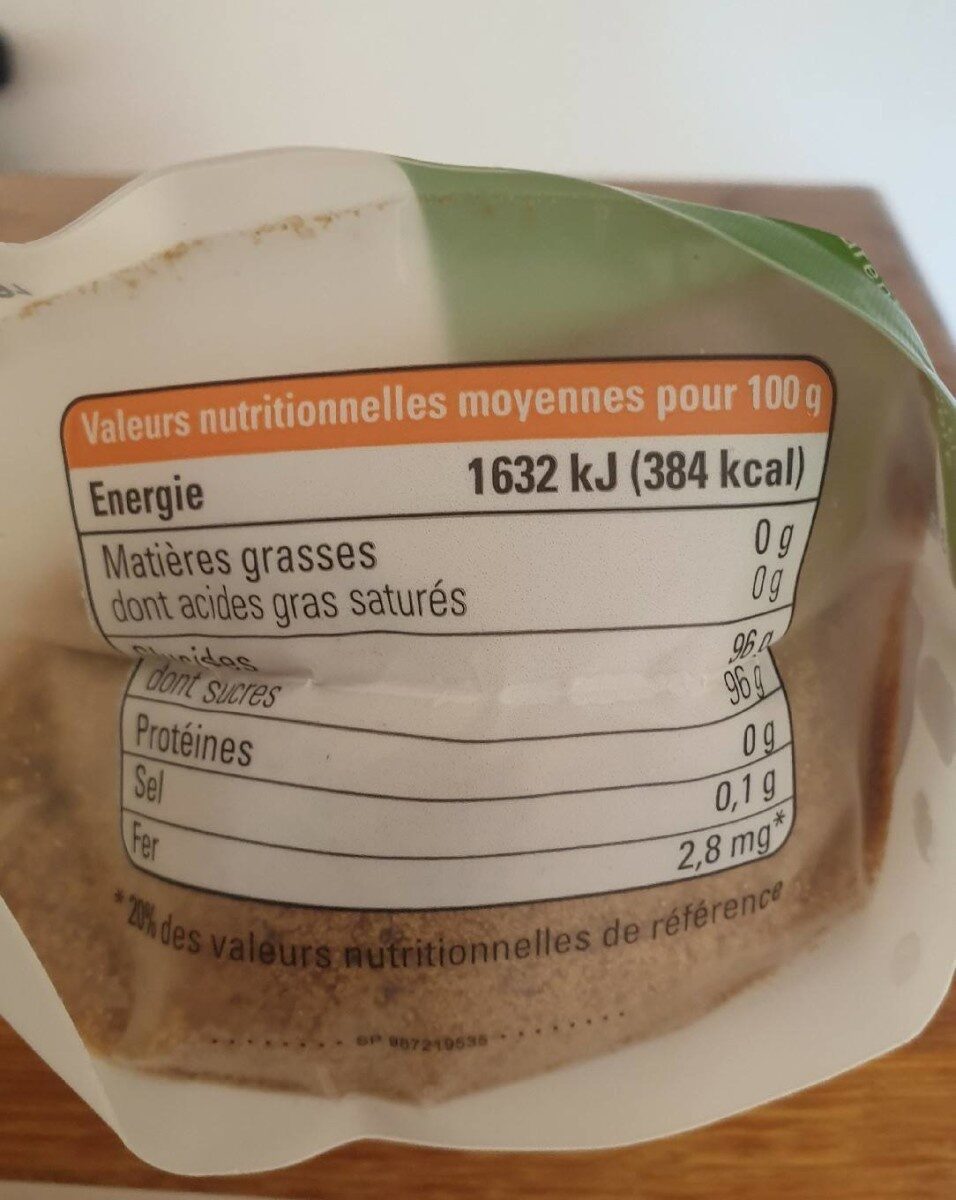 Valeurs nutritionnelles moyennes pour 100 g
Energie 1632 kJ (384 kcal)
Matières grasses 0 g
dont acides gras saturés 0 g
Glucides 96 g
dont sucres 96 g
Protéines 0 g
Sel 0,1 g
Fer 2,8 mg*
* 20% des valeurs nutritionnelles de référence